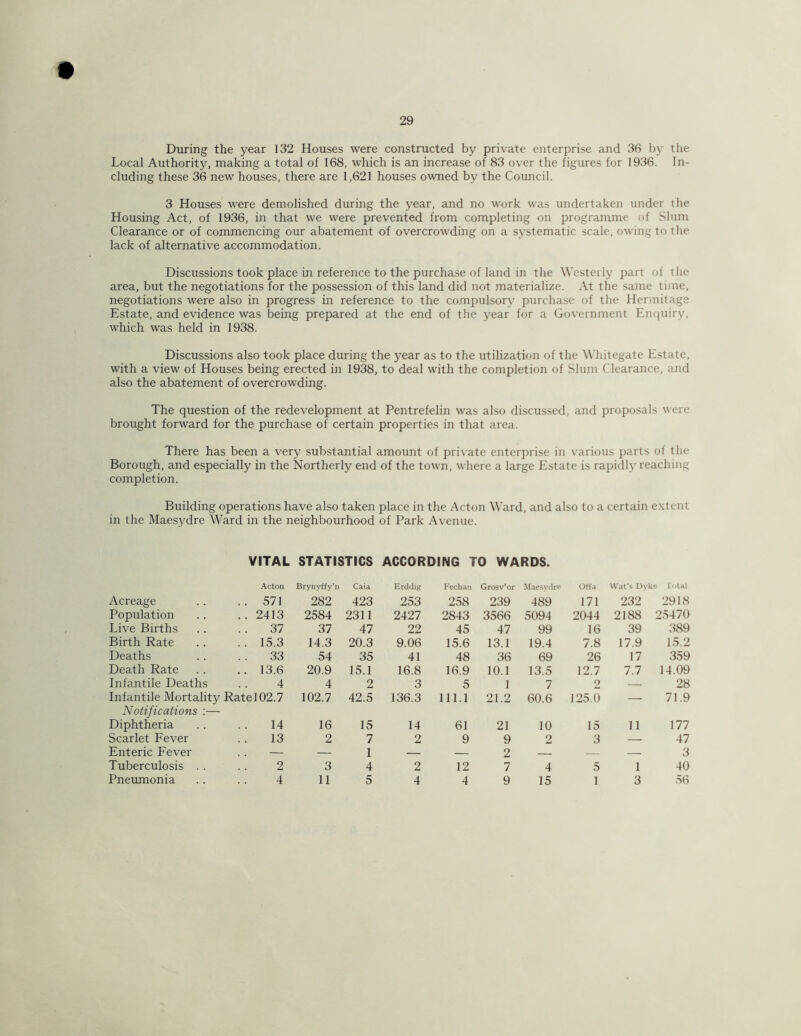 29
During the year 132 Houses were constructed by private enterprise and 36 by the
Local Authority, making a total of 168, which is an increase of 83 over the figures for 1936. In-
cluding these 36 new houses, there are 1,621 houses owned by the Council.
3 Houses were demolished during the year, and no work was undertaken under the
Housing Act, of 1936, in that we were prevented from completing on programme of Slum
Clearance or of commencing our abatement of overcrowding on a systematic scale, owing to the
lack of alternative accommodation.
Discussions took place in reference to the purchase of land in the Westerly part of the
area, but the negotiations for the possession of this land did not materialize. At the same time,
negotiations were also in progress in reference to the compulsory purchase of the Hermitage
Estate, and evidence was being prepared at the end of the year for a Government Enquiry,
which was held in 1938.
Discussions also took place during the year as to the utilization of the Whitegate Estate,
with a view of Houses being erected in 1938, to deal with the completion of Slum Clearance, and
also the abatement of overcrowding.
The question of the redevelopment at Pentrefelin was also discussed, and proposals were
brought forward for the purchase of certain properties in that area.
There has been a very substantial amount of private enterprise in various parts of the
Borough, and especially in the Northerly end of the town, where a large Estate is rapidly reaching
completion.
Building operations have also taken place in the Acton Ward, and also to a certain extent
in the Maesydre Ward in the neighbourhood of Park Avenue.
VITAL STATISTICS ACCORDING TO WARDS.
Acton Brynyffy'n Caia Erddig Fechan Grosv'or Maesydre Offa Wat's Dyke Total
Acreage .. .. 571 282 423 253 258 239 489 171 232 2918
Population .. .. 2413 2584 2311 2427 2843 3566 5094 2044 2188 25470
Live Births .. .. 37 37 47 22 45 47 99 16 39 389
Birth Rate .. .. 15.3 14.3 20.3 9.06 15.6 13.1 19.4 7.8 17.9 15.2
Deaths .. .. 33 54 35 41 48 36 69 26 17 359
Death Rate .. .. 13.6 20.9 15.1 16.8 16.9 10.1 13.5 12.7 7.7 14.09
Infantile Deaths .. 4 4 2 3 5 1 7 2 — 28
Infantile Mortality Rate 102.7 102.7 42.5 136.3 111.1 21.2 60.6 125.0 — 71.9
Notifications :—
Diphtheria .. .. 14 16 15 14 61 21 10 15 11 177
Scarlet Fever .. 13 2 7 2 9 9 2 3 — 47
Enteric Fever .. — — 1 — — 2 — — — 3
Tuberculosis .. .. 2 3 4 2 12 7 4 5 1 40
Pneumonia .. .. 4 11 5 4 4 9 15 1 3 56